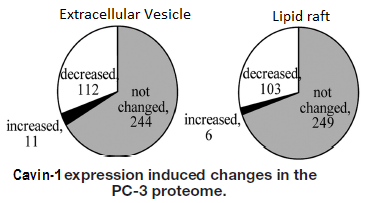 Extracellular Vesicle
Lipid raft
decreased,
112
not
changed,
244
increased,
11
decreased,
103
not
changed,
249
increased,
6
Cavin-1 expression induced changes in the
PC-3 proteome.